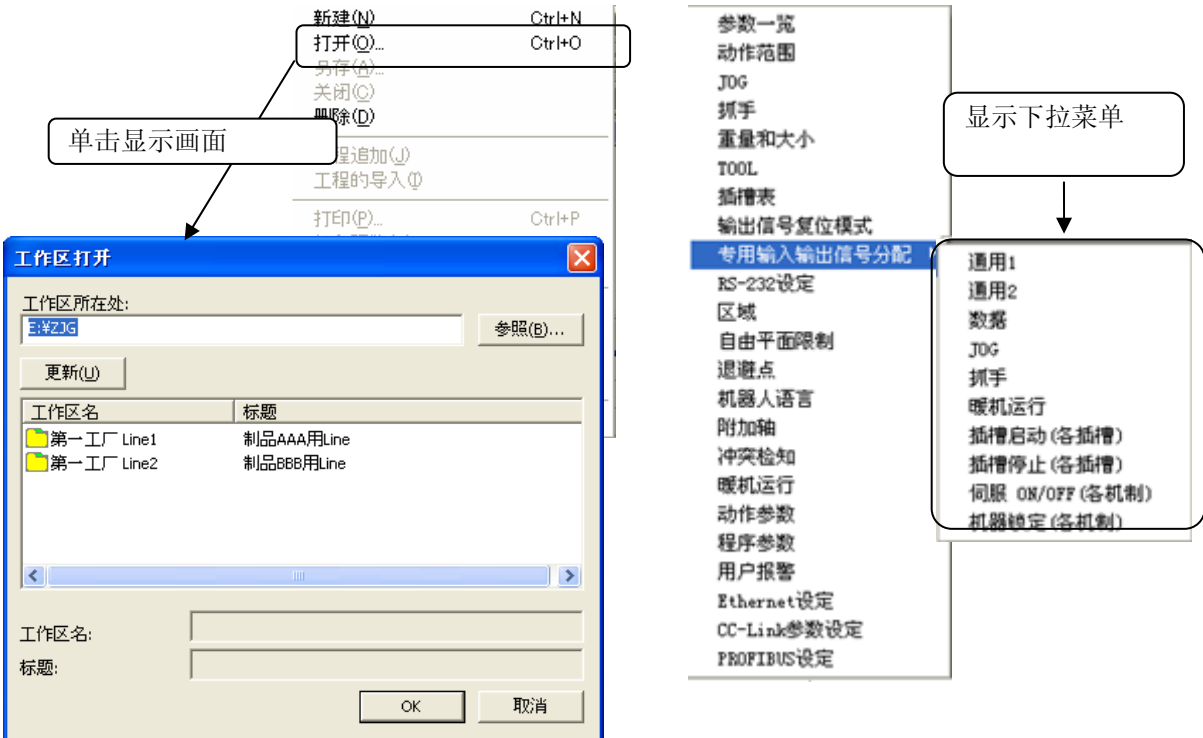 新建(N) Ctrl+N
打开(O)... Ctrl+O
另存(A)...
关闭(C)
删除(D)
单击显示画面
程追加(J)
工程的导入(I)
打印(P)... Ctrl+P
工作区打开
工作区所在处:
E:¥ZJG
参照(B)...
更新(U)
工作区名 标题
第一工厂 Line1 制品AAA用Line
第一工厂 Line2 制品BBB用Line
工作区名:
标题:
OK 取消
参数一览
动作范围
JOG
抓手
重量和大小
TOOL
插槽表
输出信号复位模式
专用输入输出信号分配
RS-232设定
区域
自由平面限制
退避点
机器人语言
附加轴
冲突检知
暖机运行
动作参数
程序参数
用户报警
Ethernet设定
CC-Link参数设定
PROFIBUS设定
显示下拉菜单
通用1
通用2
数据
JOG
抓手
暖机运行
插槽启动(各插槽)
插槽停止(各插槽)
伺服 ON/OFF(各机制)
机器锁定(各机制)